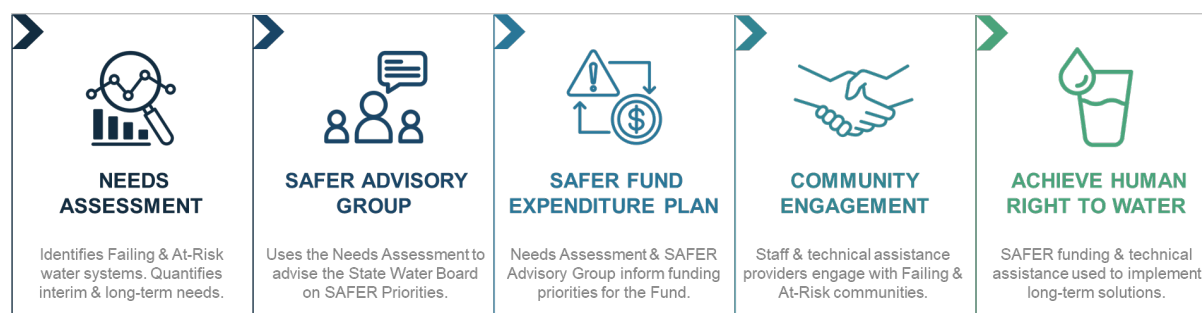 NEEDS
ASSESSMENT
Identifies Failing & At-Risk
water systems. Quantifies
interim & long-term needs.
SAFER ADVISORY
GROUP
Uses the Needs Assessment to
advise the State Water Board
on SAFER Priorities.
$
SAFER FUND
EXPENDITURE PLAN
Needs Assessment & SAFER
Advisory Group inform funding
priorities for the Fund.
COMMUNITY
ENGAGEMENT
Staff & technical assistance
providers engage with Failing &
At-Risk communities.
ACHIEVE HUMAN
RIGHT TO WATER
SAFER funding & technical
assistance used to implement
long-term solutions.